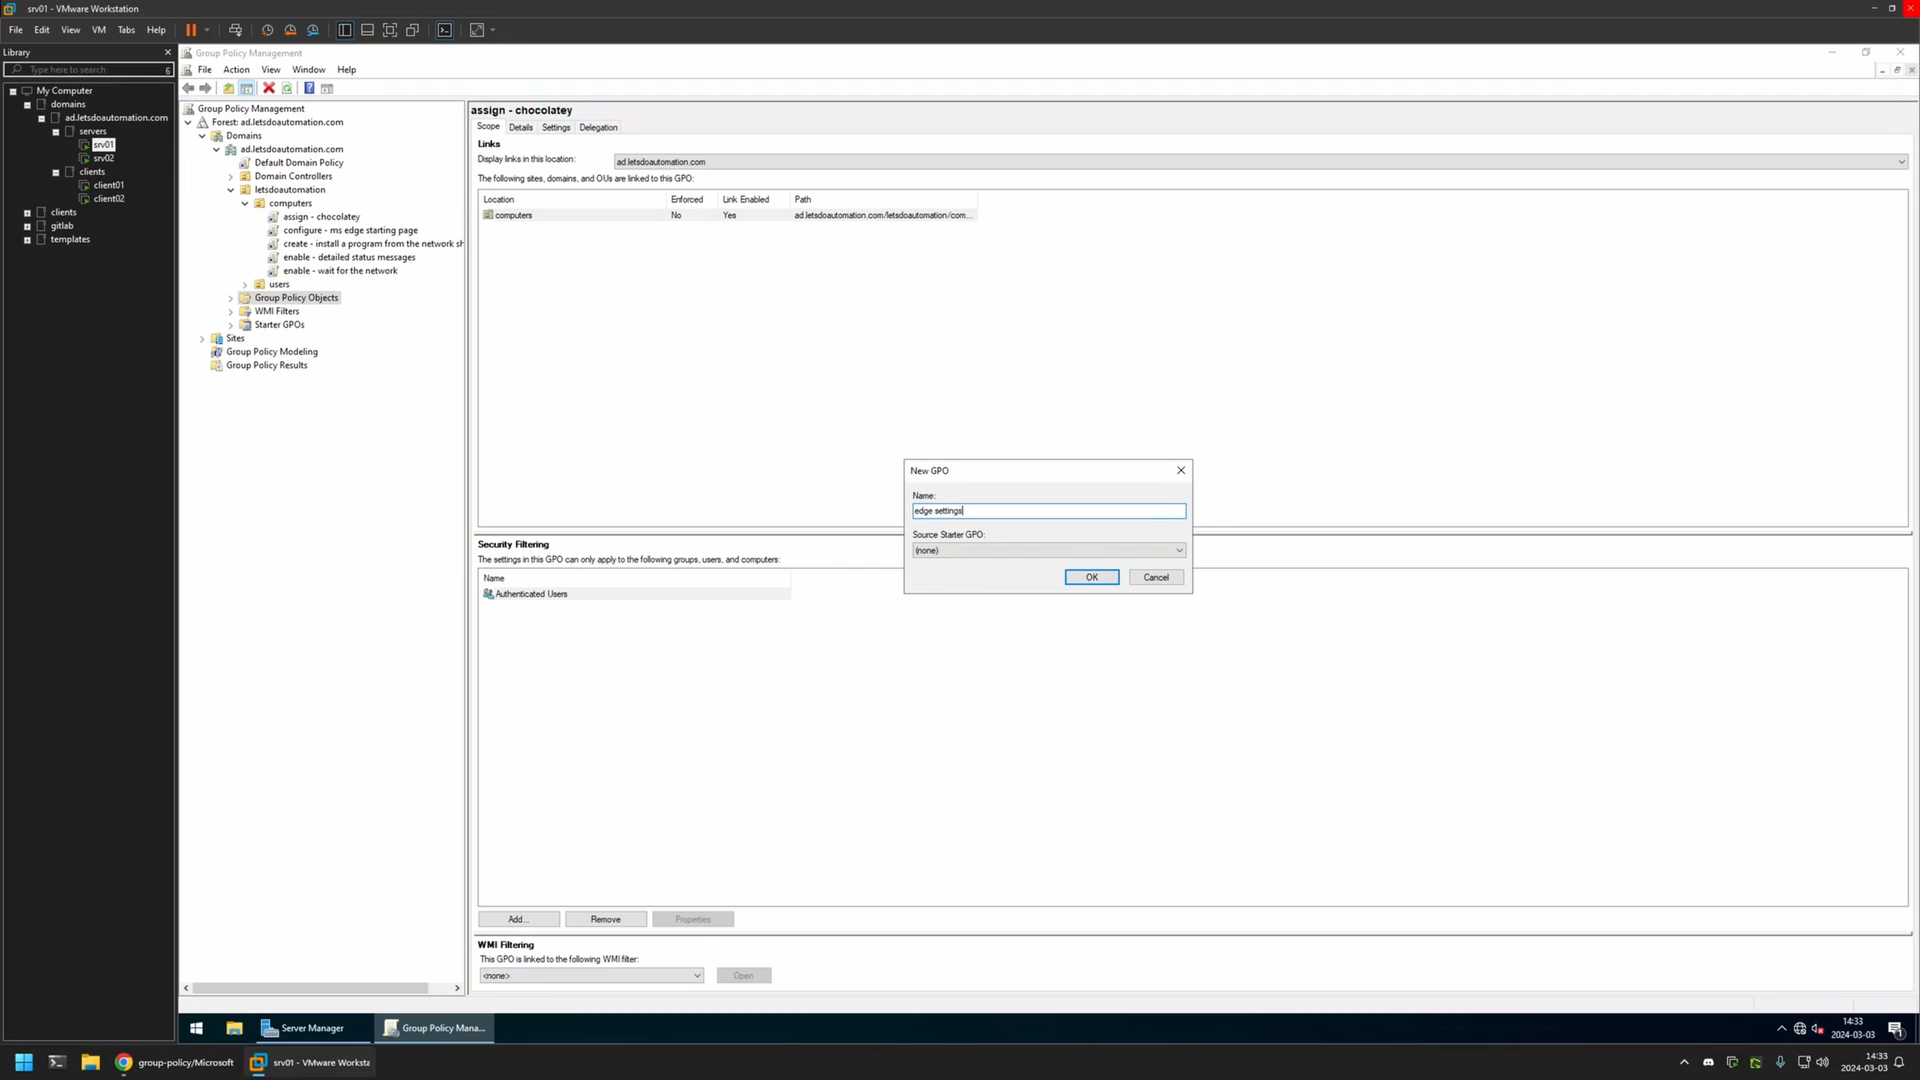 srv01 - VMware Workstation
File Edit View VM Tabs Help
Library
Type here to search
My Computer
domains
ad.letsdoautomation.com
servers
srv01
srv02
clients
client01
client02
clients
gitlab
templates
Group Policy Management
File Action View Window Help
Group Policy Management
Forest: ad.letsdoautomation.com
Domains
ad.letsdoautomation.com
Default Domain Policy
Domain Controllers
letsdoautomation
computers
assign - chocolatey
configure - ms edge starting page
create - install a program from the network sh
enable - detailed status messages
enable - wait for the network
users
Group Policy Objects
WMI Filters
Starter GPOs
Sites
Group Policy Modeling
Group Policy Results
assign - chocolatey
Scope Details Settings Delegation
Links
Display links in this location: ad.letsdoautomation.com
The following sites, domains, and OUs are linked to this GPO:
Location Enforced Link Enabled Path
computers No Yes ad.letsdoautomation.com/letsdoautomation/com...
New GPO
Name:
edge settings
Source Starter GPO:
(none)
OK Cancel
Security Filtering
The settings in this GPO can only apply to the following groups, users, and computers:
Name
Authenticated Users
Add... Remove Properties
WMI Filtering
This GPO is linked to the following WMI filter:
<none> Open
Server Manager Group Policy Mana... 14:33
2024-03-03
group-policy/Microsoft srv01 - VMware Worksta 14:33
2024-03-03